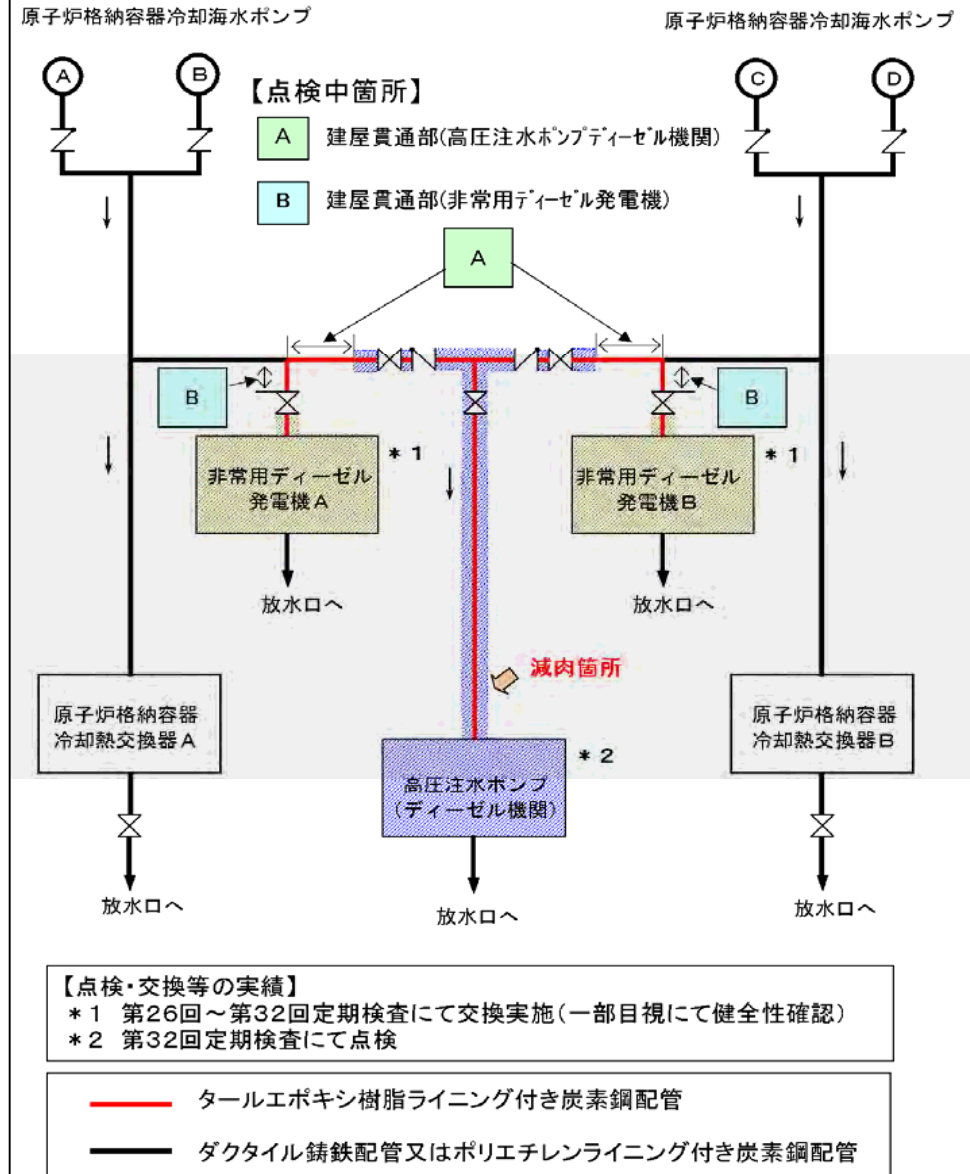 原子炉格納容器冷却海水ポンプ
原子炉格納容器冷却海水ポンプ
A
B
C
D
【点検中箇所】
A 建屋貫通部(高圧注水ポンプディーゼル機関)
B 建屋貫通部(非常用ディーゼル発電機)
A
B
B
非常用ディーゼル
発電機A
*1
非常用ディーゼル
発電機B
*1
放水口へ
放水口へ
減肉箇所
原子炉格納容器
冷却熱交換器A
原子炉格納容器
冷却熱交換器B
高圧注水ポンプ
(ディーゼル機関)
*2
放水口へ
放水口へ
放水口へ
【点検・交換等の実績】
*1 第26回~第32回定期検査にて交換実施(一部目視にて健全性確認)
*2 第32回定期検査にて点検
タールエポキシ樹脂ライニング付き炭素鋼配管
ダクタイル鋳鉄配管又はポリエチレンライニング付き炭素鋼配管